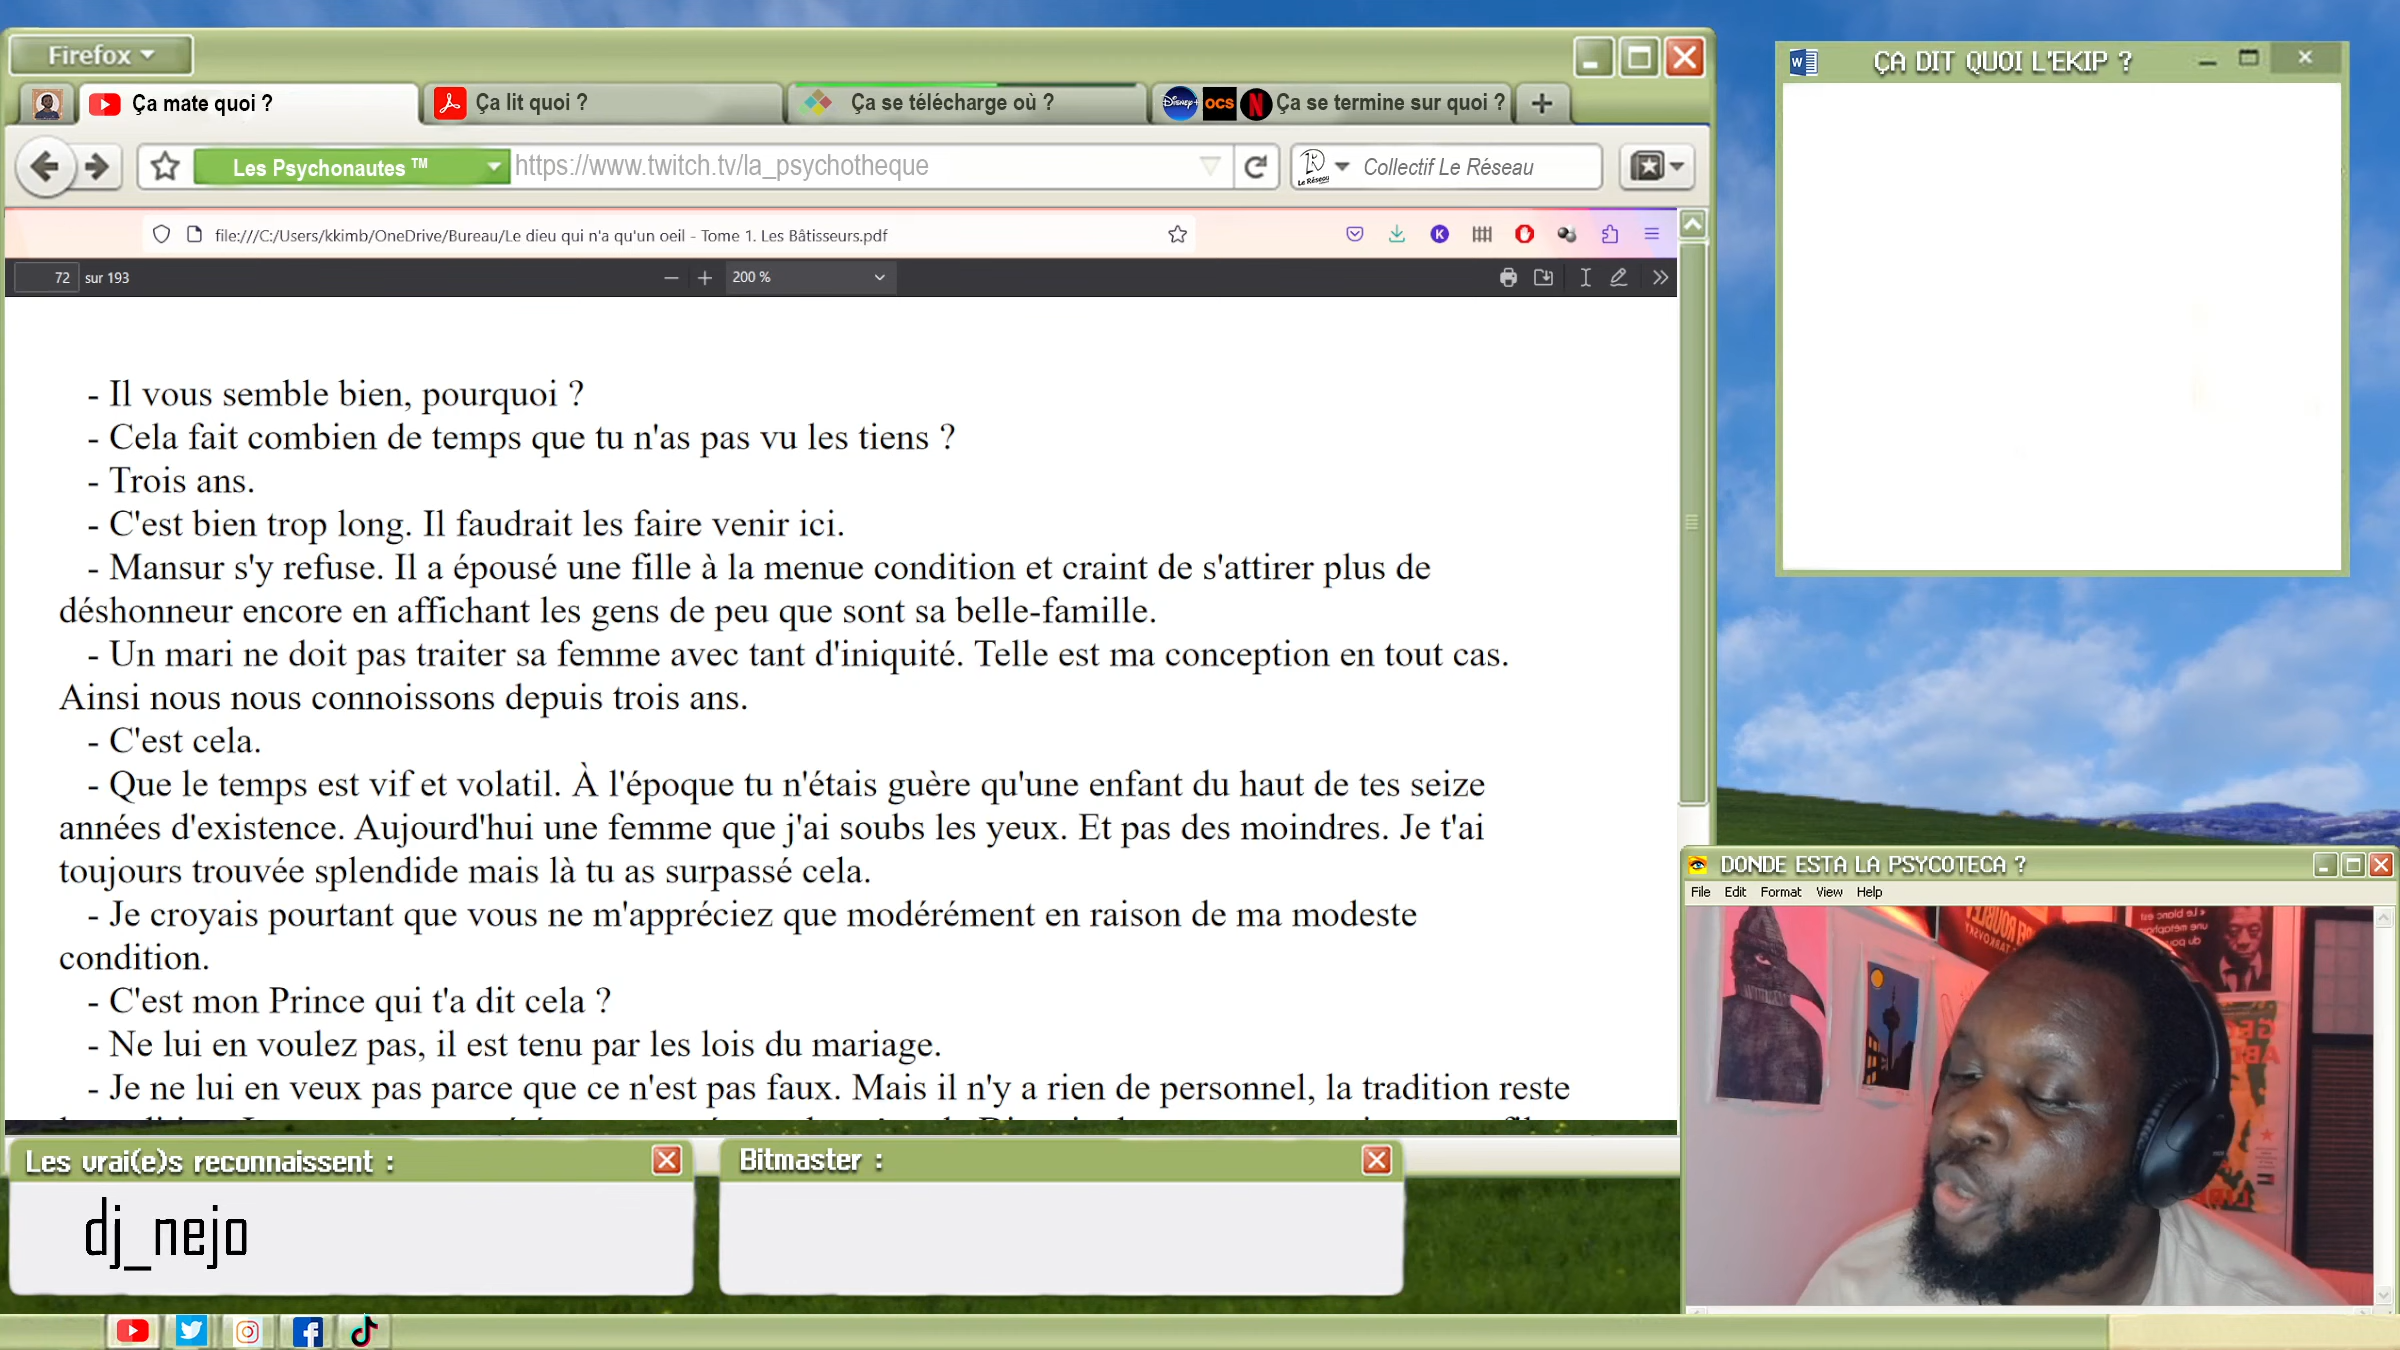 Firefox
ÇA DIT QUOI L'EKIP ?
Ça mate quoi ?
Ça lit quoi ?
Ça se télécharge où ?
Disney+ OCS N Ça se termine sur quoi ?
Les Psychonautes™ https://www.twitch.tv/la_psychotheque
Le Réseau Collectif Le Réseau
file:///C:/Users/kkimb/OneDrive/Bureau/Le dieu qui n'a qu'un oeil - Tome 1. Les Bâtisseurs.pdf
72 sur 193
200 %
- Il vous semble bien, pourquoi ?
- Cela fait combien de temps que tu n'as pas vu les tiens ?
- Trois ans.
- C'est bien trop long. Il faudrait les faire venir ici.
- Mansur s'y refuse. Il a épousé une fille à la menue condition et craint de s'attirer plus de
déshonneur encore en affichant les gens de peu que sont sa belle-famille.
- Un mari ne doit pas traiter sa femme avec tant d'iniquité. Telle est ma conception en tout cas.
Ainsi nous nous connoissons depuis trois ans.
- C'est cela.
- Que le temps est vif et volatil. À l'époque tu n'étais guère qu'une enfant du haut de tes seize
années d'existence. Aujourd'hui une femme que j'ai soubs les yeux. Et pas des moindres. Je t'ai
toujours trouvée splendide mais là tu as surpassé cela.
- Je croyais pourtant que vous ne m'appréciez que modérément en raison de ma modeste
condition.
- C'est mon Prince qui t'a dit cela ?
- Ne lui en voulez pas, il est tenu par les lois du mariage.
- Je ne lui en veux pas parce que ce n'est pas faux. Mais il n'y a rien de personnel, la tradition reste
DONDE ESTA LA PSYCOTECA ?
File Edit Format View Help
Les vrai(e)s reconnaissent :
dj_nejo
Bitmaster :